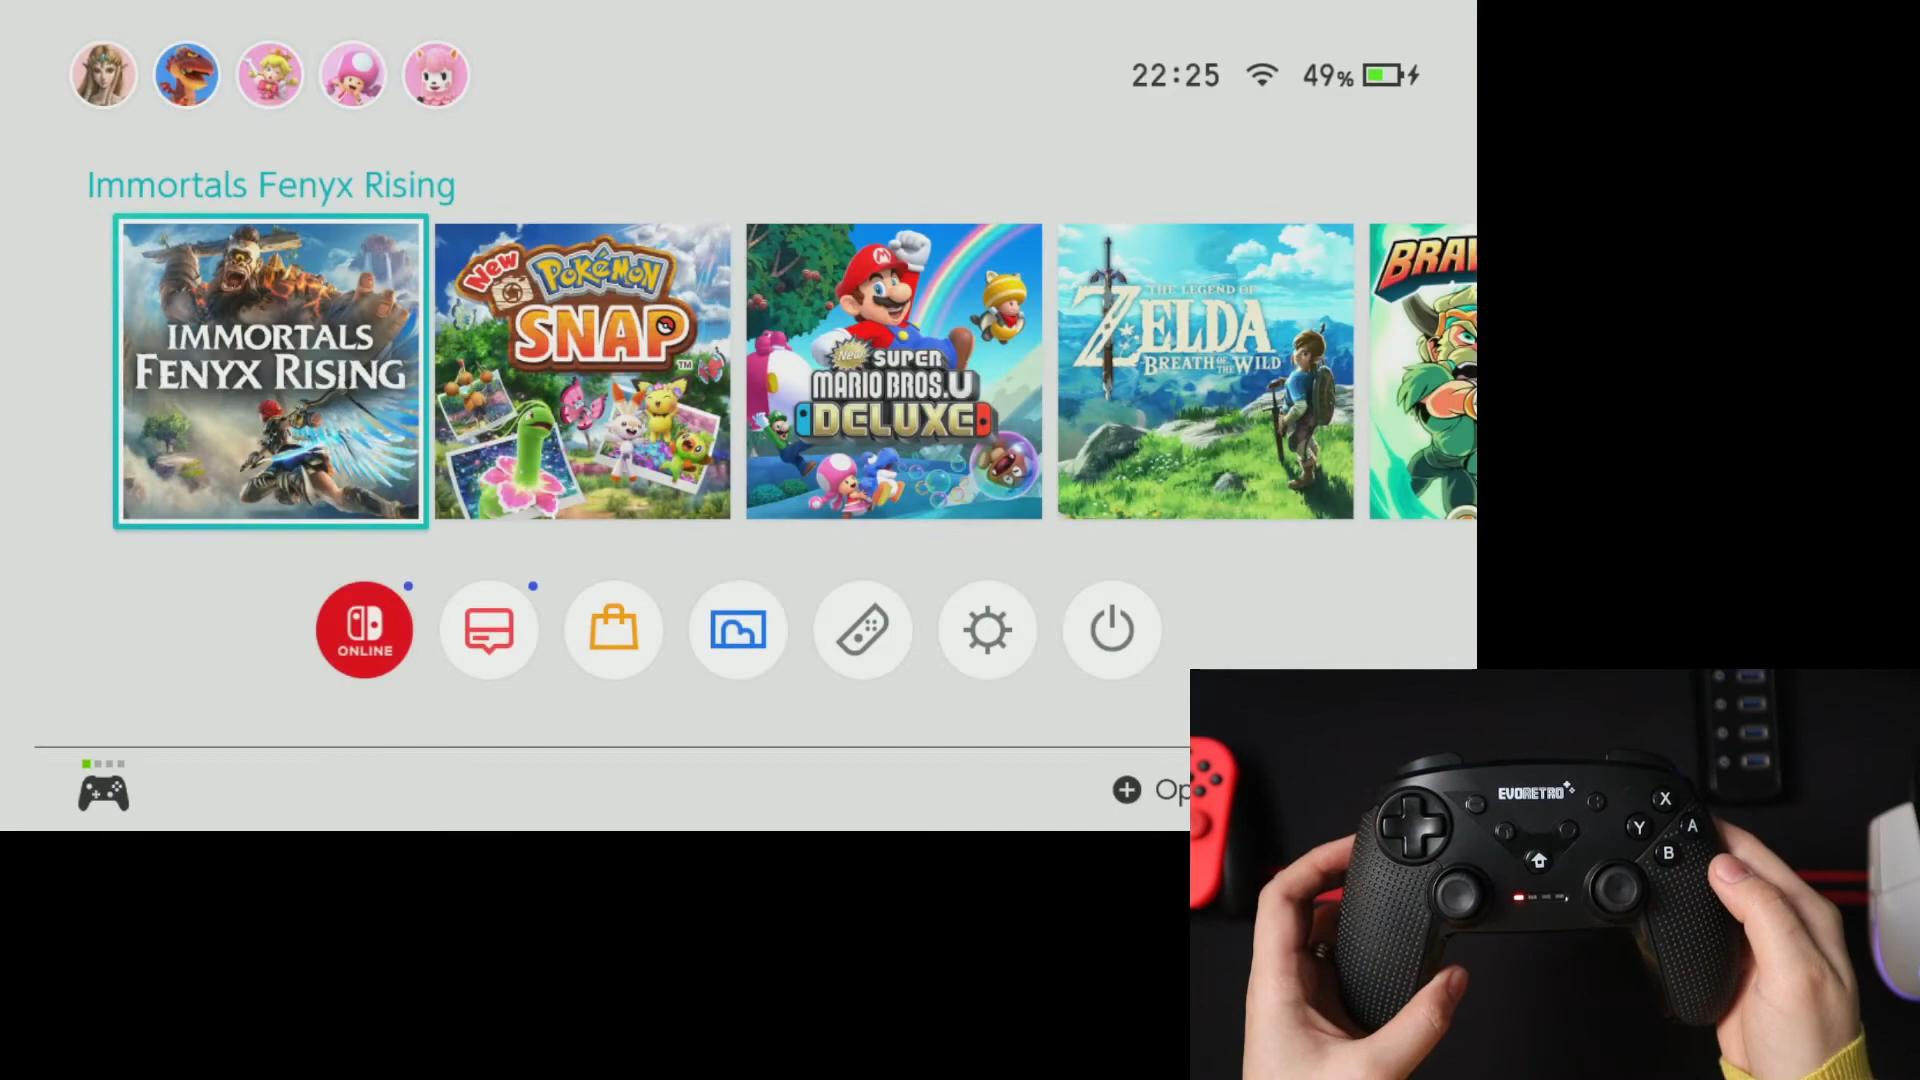 22:25 49%
Immortals Fenyx Rising
IMMORTALS
FENYX RISING
New
POKÉMON
SNAP™
New SUPER
MARIO BROS. U
DELUXE
THE LEGEND OF
ZELDA
BREATH OF THE WILD
BRAW
ONLINE
Op
EVORETRO
X
Y
A
B